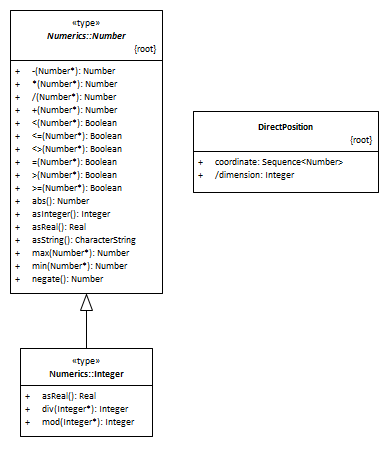 «type»
Numerics::Number
{root}
+ -(Number*): Number
+ *(Number*): Number
+ /(Number*): Number
+ +(Number*): Number
+ <(Number*): Boolean
+ <=(Number*): Boolean
+ <>(Number*): Boolean
+ =(Number*): Boolean
+ >(Number*): Boolean
+ >=(Number*): Boolean
+ abs(): Number
+ asInteger(): Integer
+ asReal(): Real
+ asString(): CharacterString
+ max(Number*): Number
+ min(Number*): Number
+ negate(): Number
DirectPosition
{root}
+ coordinate: Sequence<Number>
+ /dimension: Integer
«type»
Numerics::Integer
+ asReal(): Real
+ div(Integer*): Integer
+ mod(Integer*): Integer